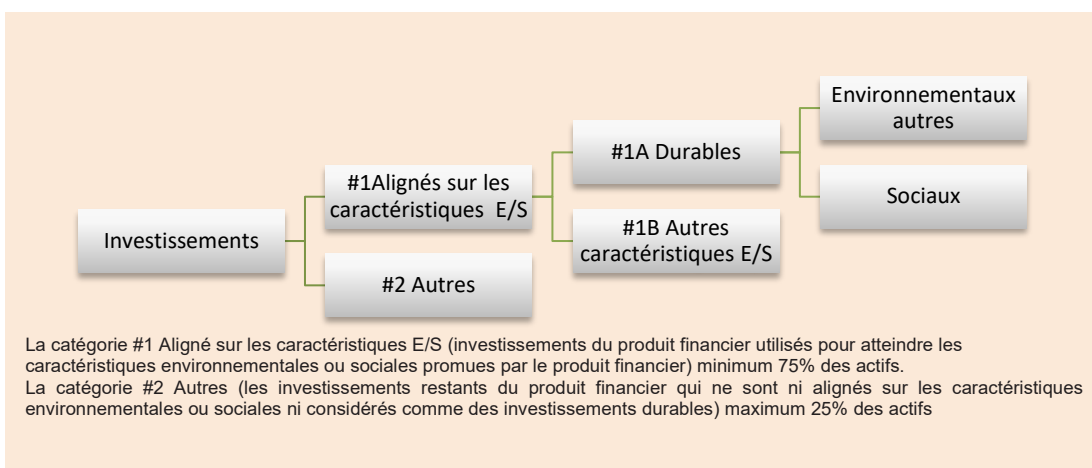 Environnementaux
autres
#1A Durables
#1Alignés sur les
caractéristiques E/S
Sociaux
Investissements
#1B Autres
caractéristiques E/S
#2 Autres
La catégorie #1 Aligné sur les caractéristiques E/S (investissements du produit financier utilisés pour atteindre les
caractéristiques environnementales ou sociales promues par le produit financier) minimum 75% des actifs.
La catégorie #2 Autres (les investissements restants du produit financier qui ne sont ni alignés sur les caractéristiques
environnementales ou sociales ni considérés comme des investissements durables) maximum 25% des actifs